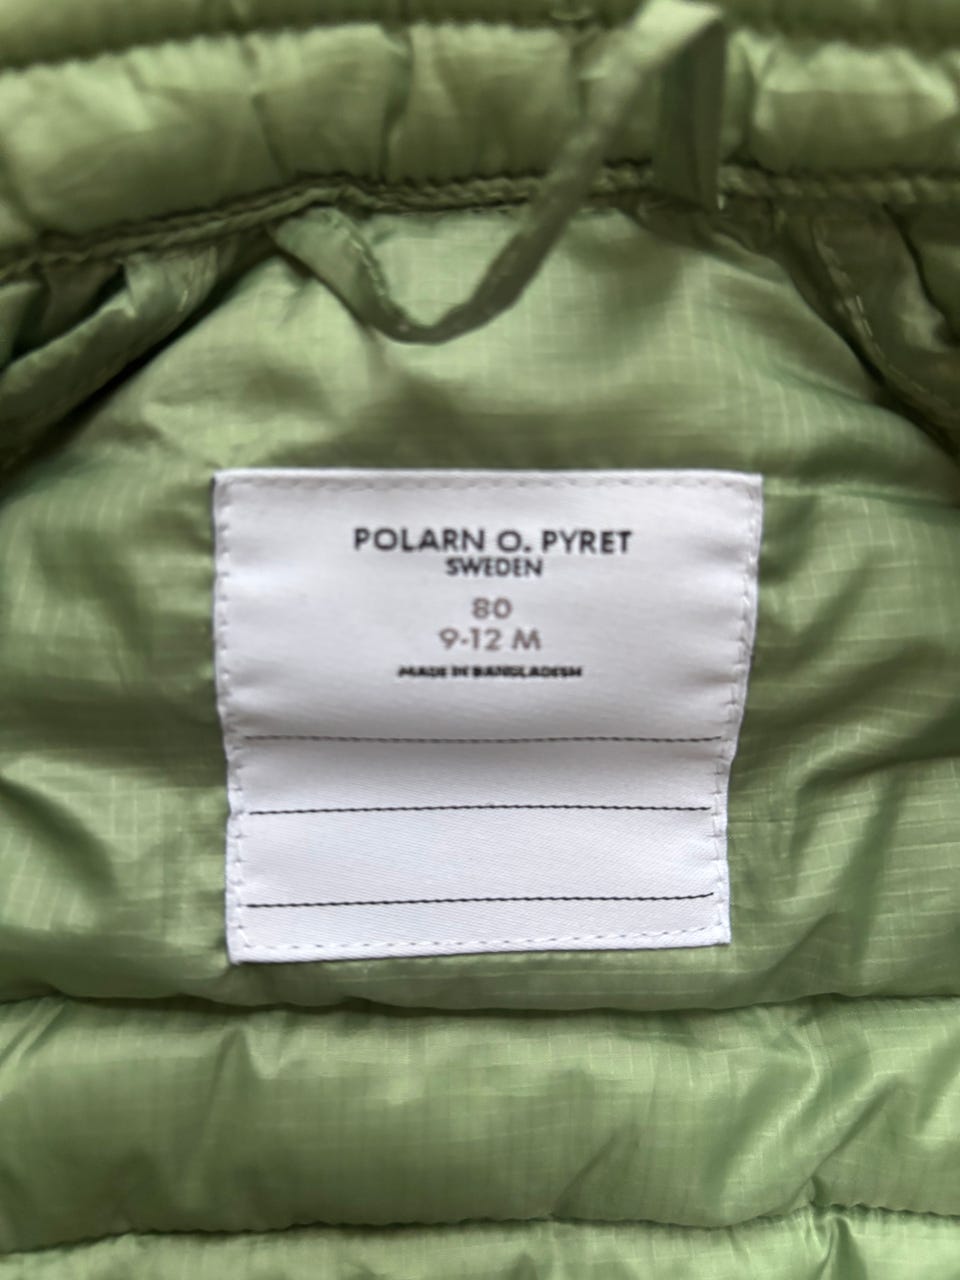 POLARN O. PYRET
SWEDEN
80
9-12 M
MADE IN BANGLADESH